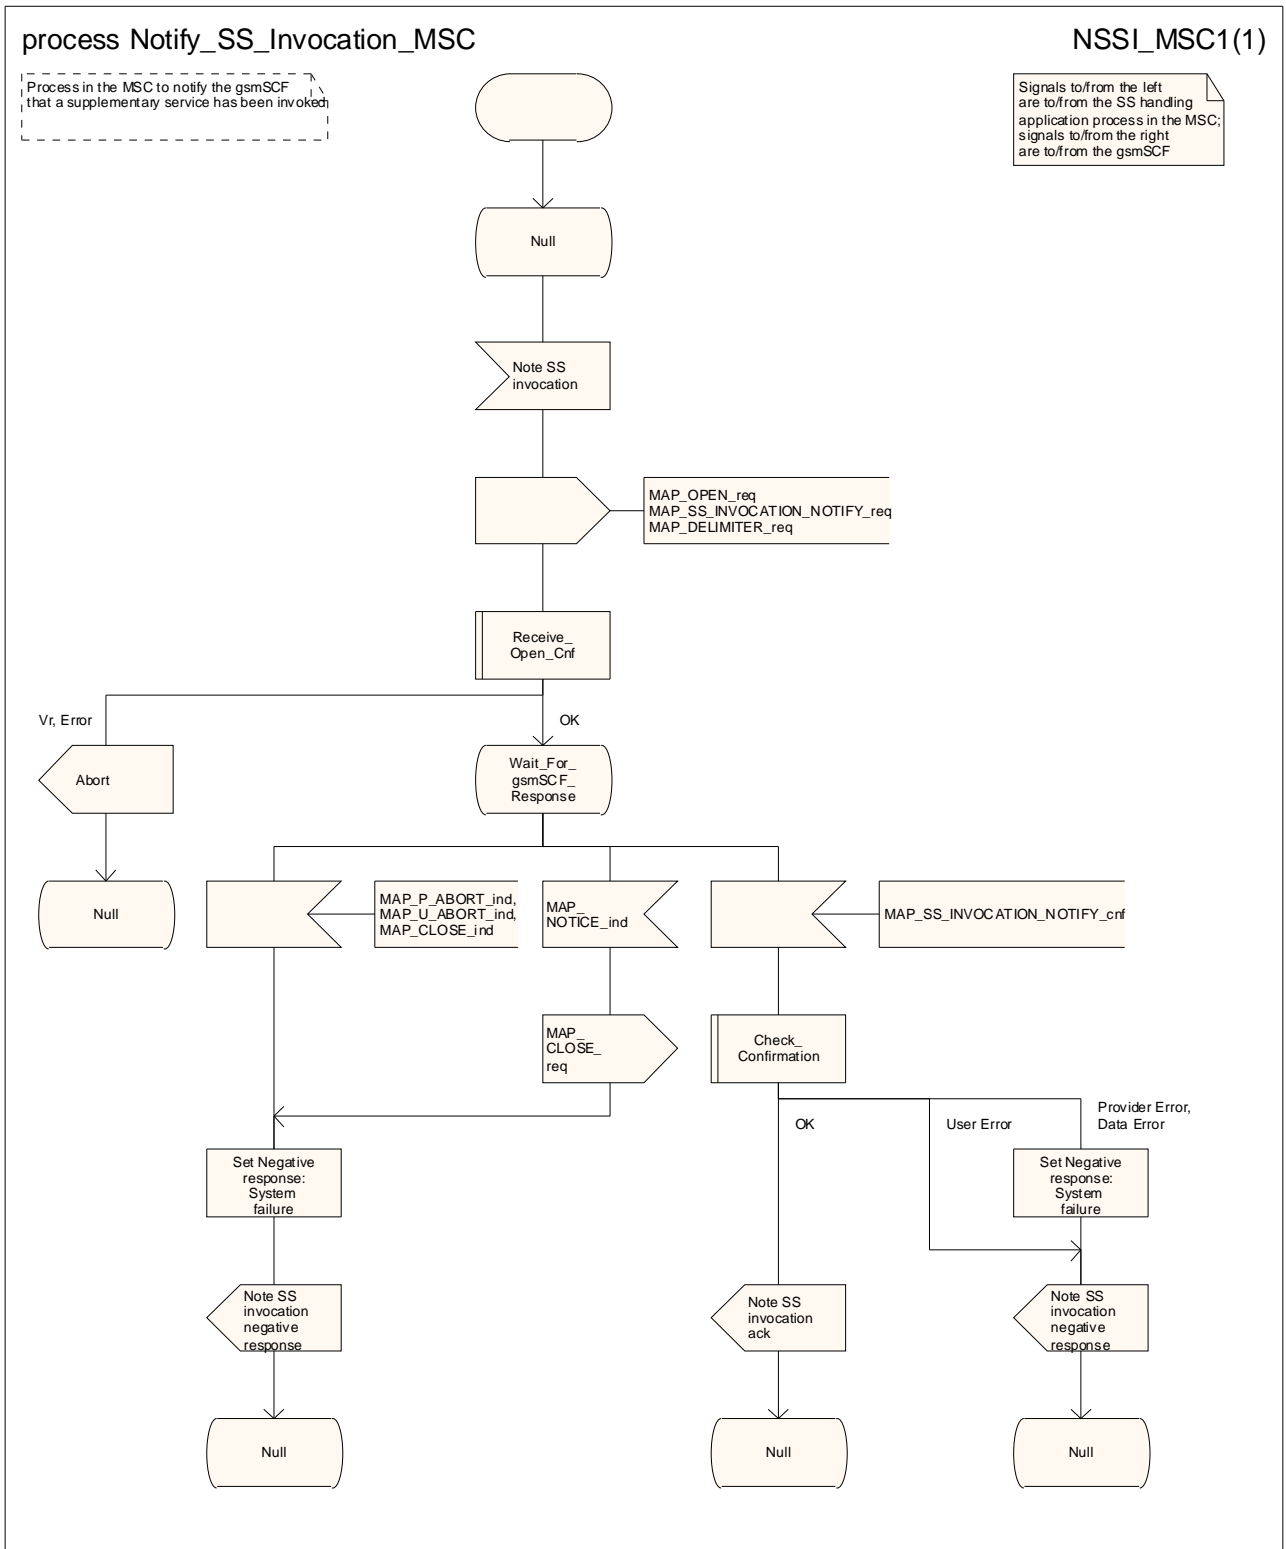 process Notify_SS_Invocation_MSC
NSSI_MSC1(1)
Process in the MSC to notify the gsmSCF
that a supplementary service has been invoked
Signals to/from the left
are to/from the SS handling
application process in the MSC;
signals to/from the right
are to/from the gsmSCF
Null
Note SS
invocation
MAP_OPEN_req
MAP_SS_INVOCATION_NOTIFY_req
MAP_DELIMITER_req
Receive_
Open_Cnf
Vr, Error
OK
Abort
Wait_For_
gsmSCF_
Response
Null
MAP_P_ABORT_ind,
MAP_U_ABORT_ind,
MAP_CLOSE_ind
MAP_
NOTICE_ind
MAP_SS_INVOCATION_NOTIFY_cnf
MAP_
CLOSE_
req
Check_
Confirmation
OK
User Error
Provider Error,
Data Error
Set Negative
response:
System
failure
Set Negative
response:
System
failure
Note SS
invocation
negative
response
Note SS
invocation
ack
Note SS
invocation
negative
response
Null
Null
Null